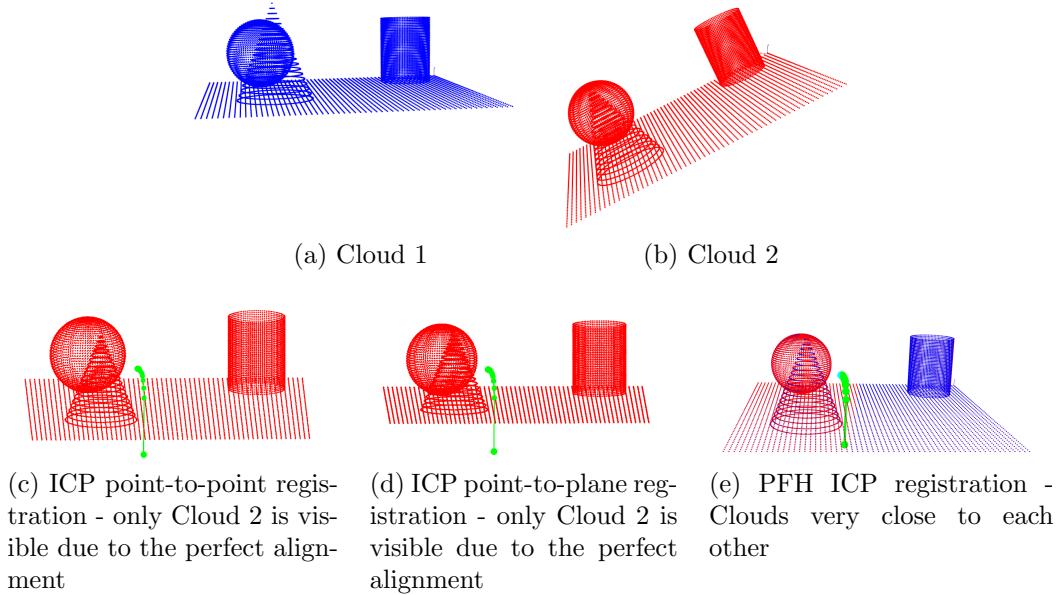 (a) Cloud 1
(b) Cloud 2
(c) ICP point-to-point regis-
tration - only Cloud 2 is vis-
ible due to the perfect align-
ment
(d) ICP point-to-plane reg-
istration - only Cloud 2 is
visible due to the perfect
alignment
(e) PFH ICP registration -
Clouds very close to each
other